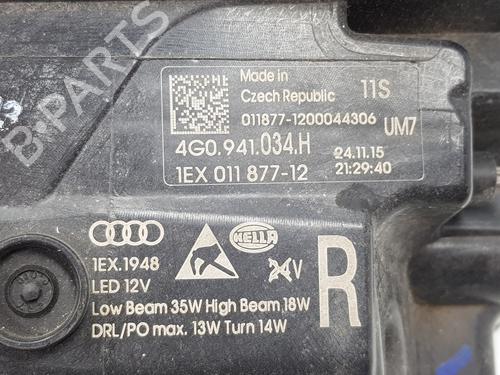 Made in
Czech Republic
11S
011877-1200044306
UM7
4G0.941.034.H
24.11.15
1EX 011 877-12
21:29:40
HELLA
1EX.1948
24V
LED 12V
R
Low Beam 35W High Beam 18W
DRL/PO max. 13W Turn 14W
B-PARTS